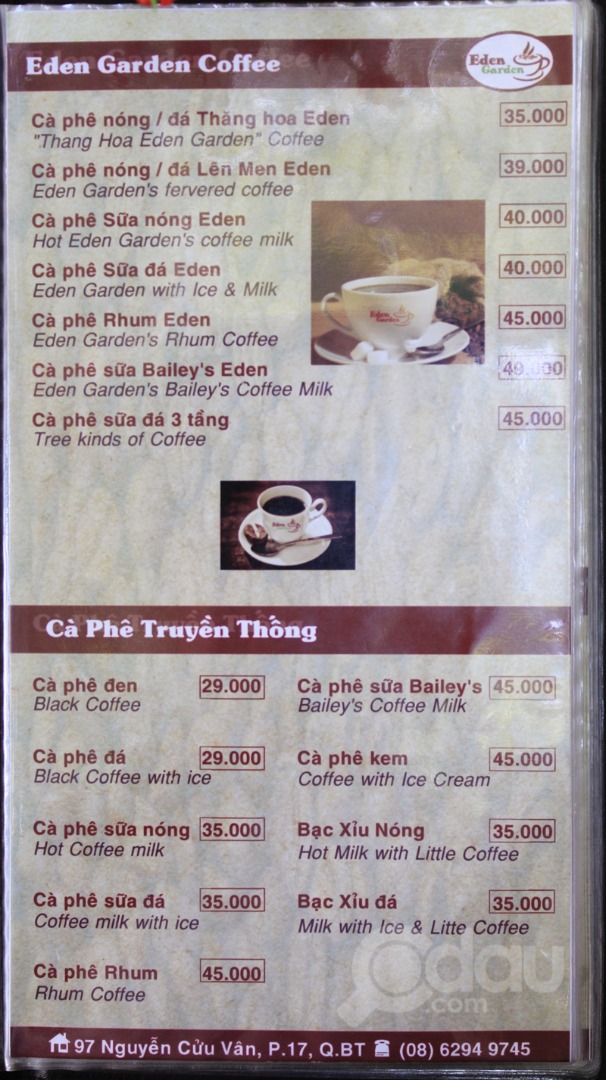 Eden Garden Coffee
Eden
Garden
Cà phê nóng / đá Thăng hoa Eden 35.000
"Thang Hoa Eden Garden" Coffee
Cà phê nóng / đá Lên Men Eden 39.000
Eden Garden's fervered coffee
Cà phê Sữa nóng Eden 40.000
Hot Eden Garden's coffee milk
Cà phê Sữa đá Eden 40.000
Eden Garden with Ice & Milk
Cà phê Rhum Eden 45.000
Eden Garden's Rhum Coffee
Cà phê sữa Bailey's Eden
Eden Garden's Bailey's Coffee Milk
Cà phê sữa đá 3 tầng 45.000
Tree kinds of Coffee
Eden
Garden
Cà Phê Truyền Thống
Cà phê đen 29.000
Black Coffee
Cà phê đá 29.000
Black Coffee with ice
Cà phê sữa nóng 35.000
Hot Coffee milk
Cà phê sữa đá 35.000
Coffee milk with ice
Cà phê Rhum 45.000
Rhum Coffee
Cà phê sữa Bailey's 45.000
Bailey's Coffee Milk
Cà phê kem 45.000
Coffee with Ice Cream
Bạc Xỉu Nóng 35.000
Hot Milk with Little Coffee
Bạc Xỉu đá 35.000
Milk with Ice & Litte Coffee
odau
.com
97 Nguyễn Cửu Vân, P.17, Q.BT (08) 6294 9745